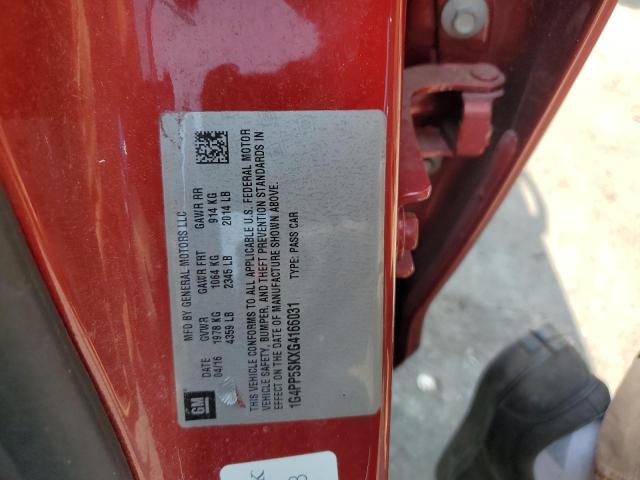 MFD BY GENERAL MOTORS LLC
DATE GVWR GAWR FRT GAWR RR
04/16 1978 KG 1064 KG 914 KG
4359 LB 2345 LB 2014 LB
THIS VEHICLE CONFORMS TO ALL APPLICABLE U.S. FEDERAL MOTOR
VEHICLE SAFETY, BUMPER, AND THEFT PREVENTION STANDARDS IN
EFFECT ON THE DATE OF MANUFACTURE SHOWN ABOVE.
1G4PP5SKXG4166031 TYPE: PASS CAR
GM